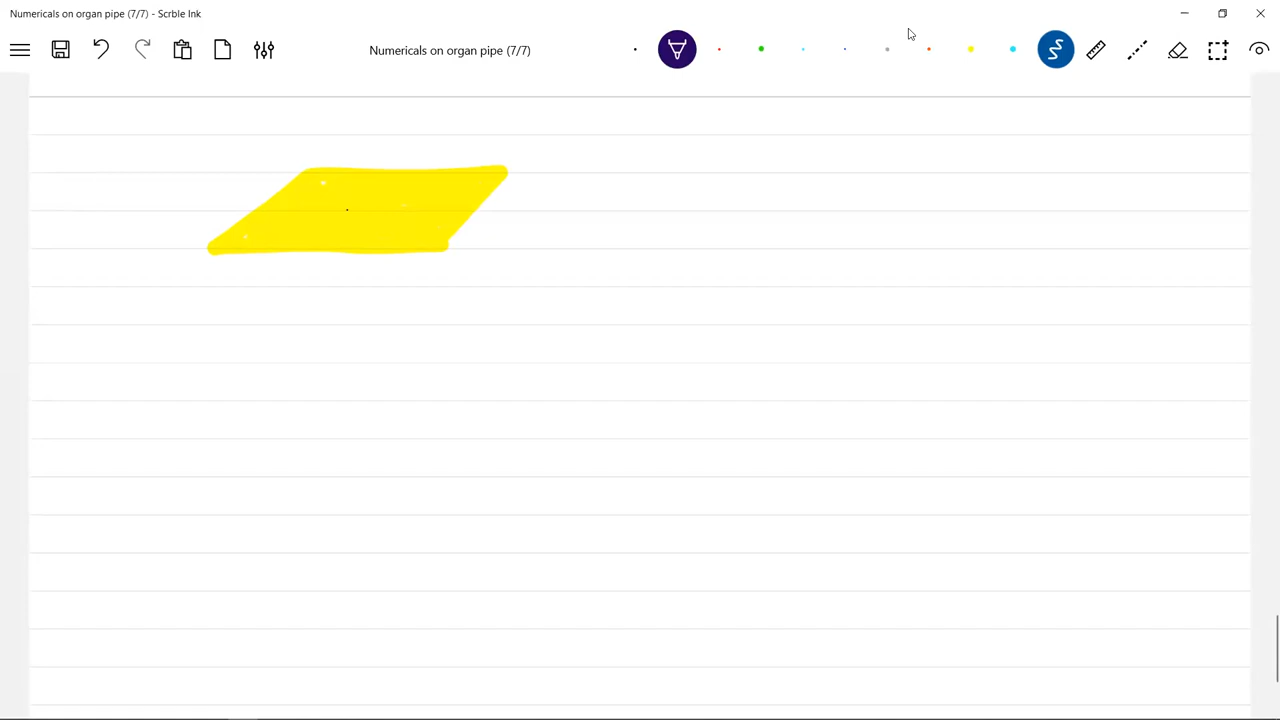 Numericals on organ pipe (7/7) - Scrble Ink
Numericals on organ pipe (7/7)